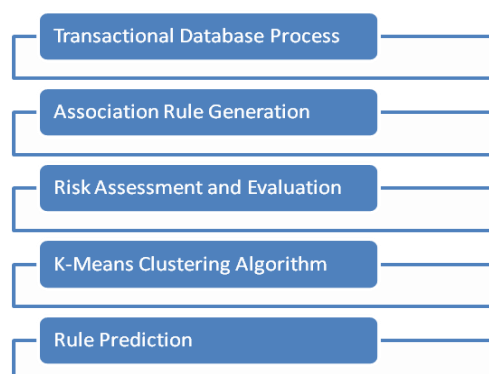 Transactional Database Process
Association Rule Generation
Risk Assessment and Evaluation
K-Means Clustering Algorithm
Rule Prediction